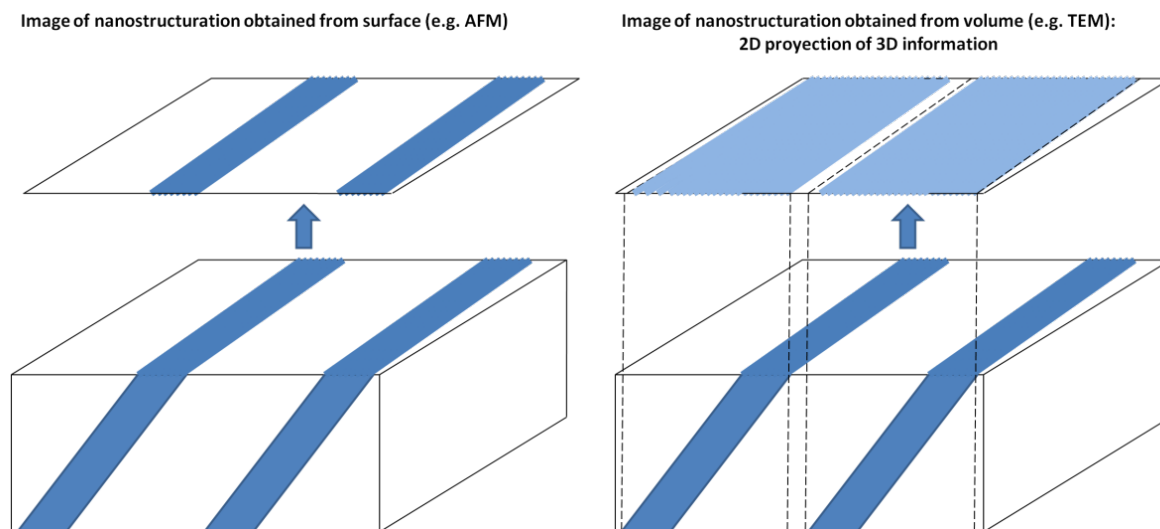 Image of nanostructuration obtained from surface (e.g. AFM)
Image of nanostructuration obtained from volume (e.g. TEM):
2D proyection of 3D information